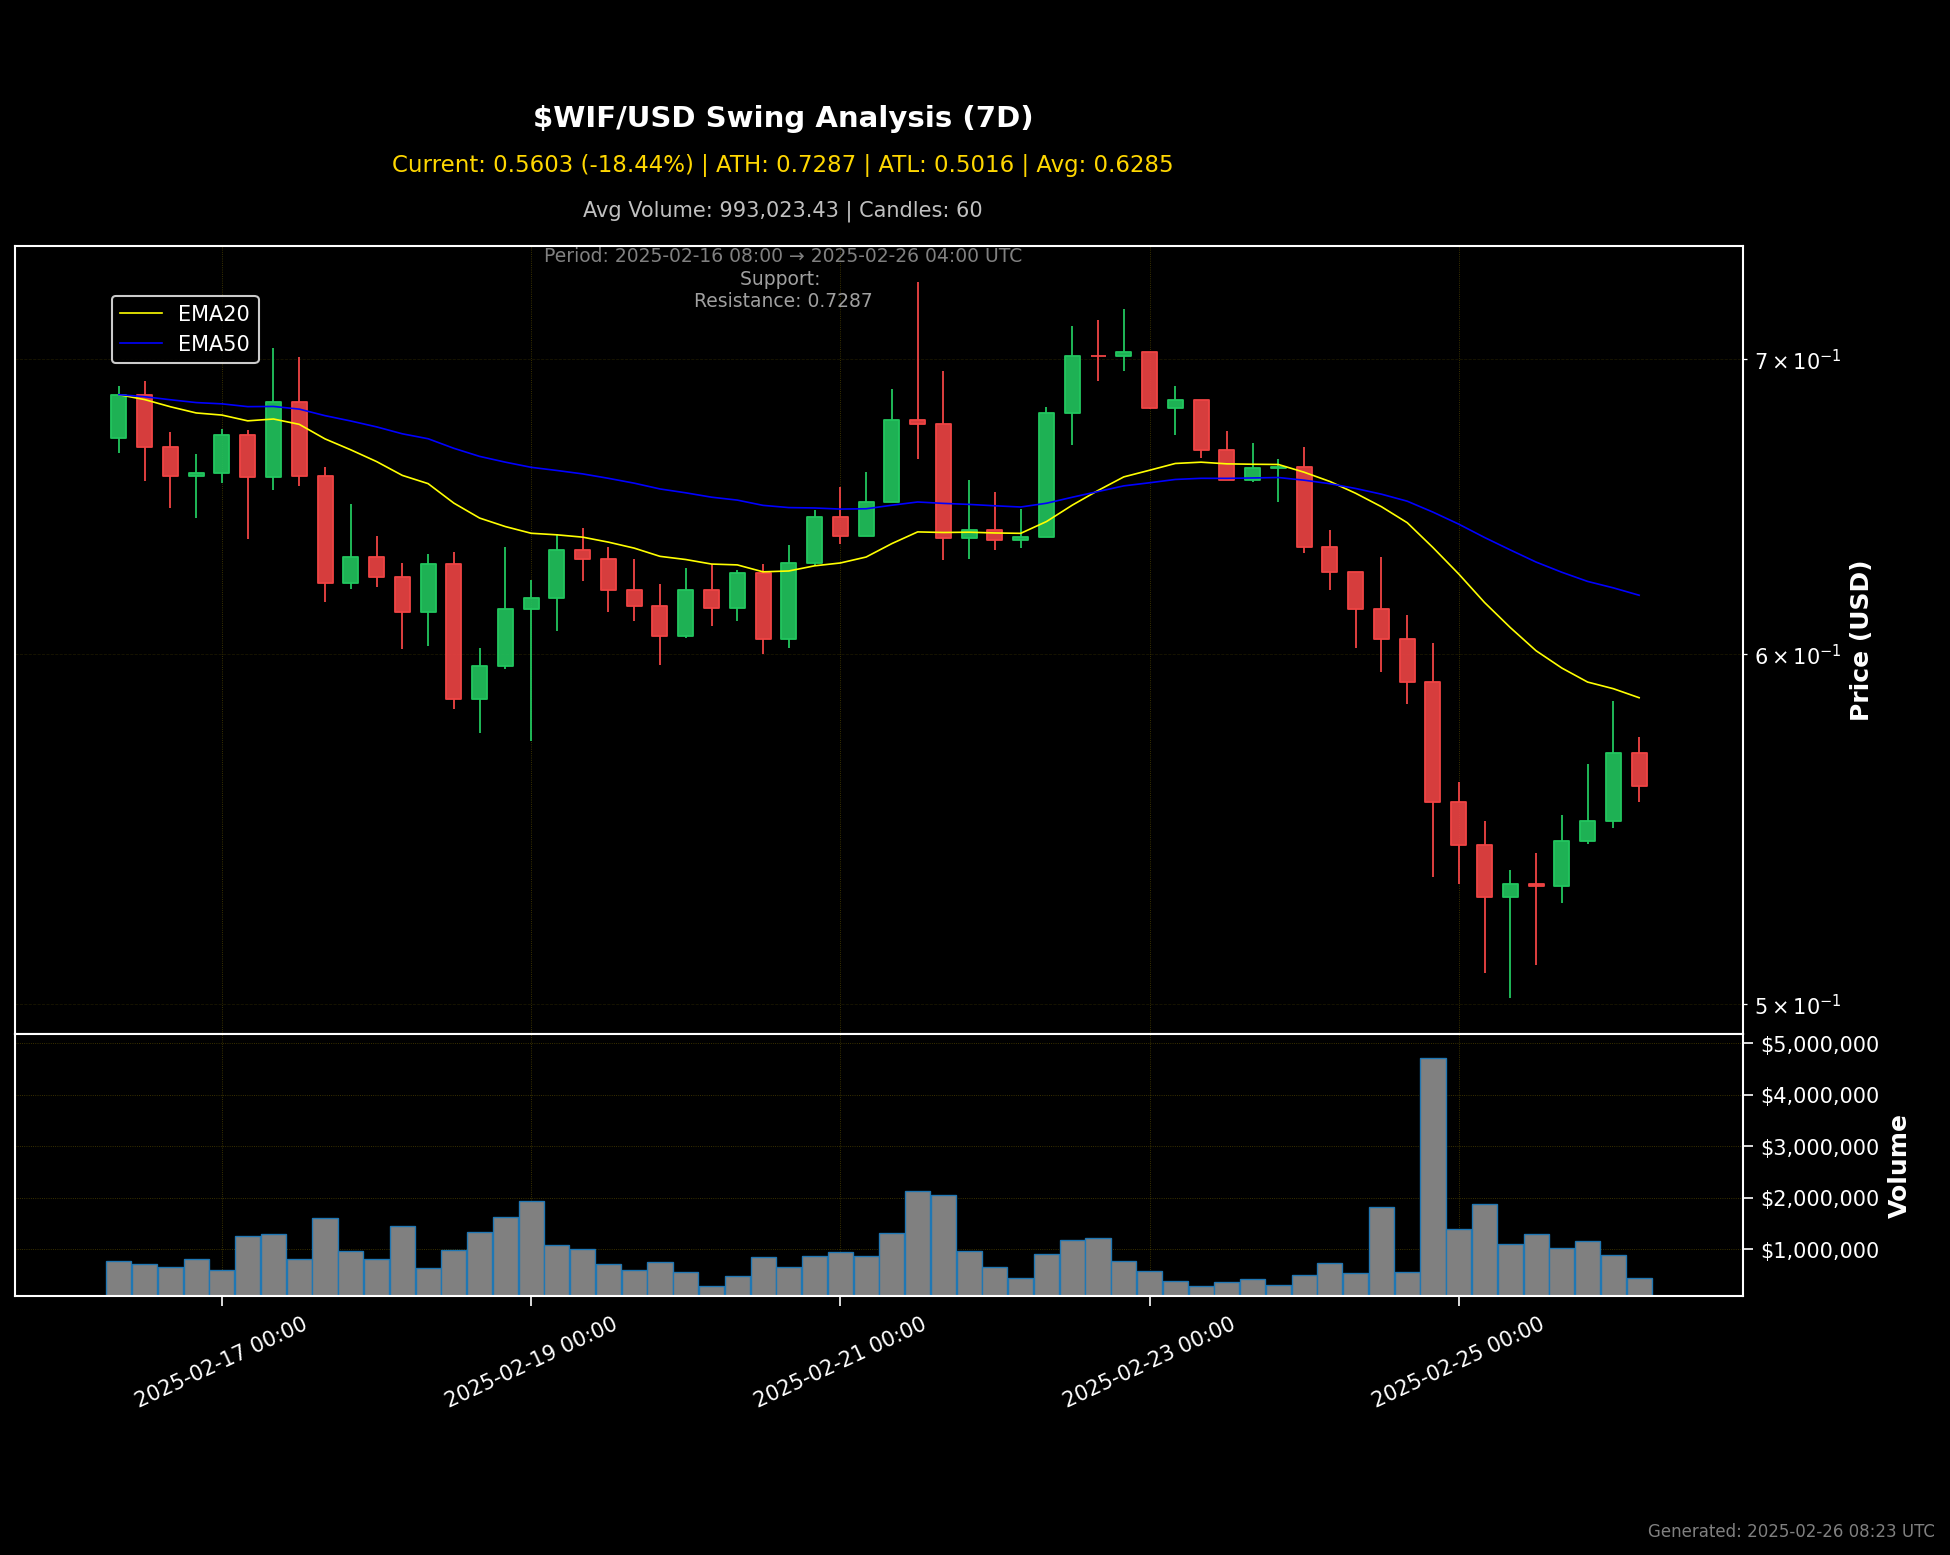 $WIF/USD Swing Analysis (7D)
Current: 0.5603 (-18.44%) | ATH: 0.7287 | ATL: 0.5016 | Avg: 0.6285
Avg Volume: 993,023.43 | Candles: 60
Period: 2025-02-16 08:00 → 2025-02-26 04:00 UTC
Support:
Resistance: 0.7287
EMA20
EMA50
7 × 10⁻¹
6 × 10⁻¹
5 × 10⁻¹
Price (USD)
$5,000,000
$4,000,000
$3,000,000
$2,000,000
$1,000,000
Volume
2025-02-17 00:00
2025-02-19 00:00
2025-02-21 00:00
2025-02-23 00:00
2025-02-25 00:00
Generated: 2025-02-26 08:23 UTC